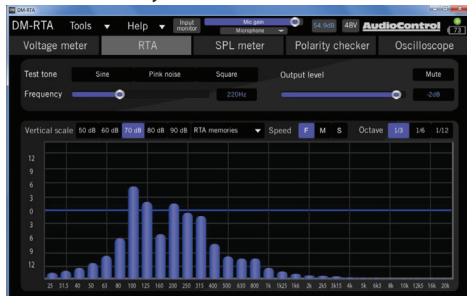 DM-RTA
DM-RTA Tools Help Input monitor Mic gain Microphone 54.9dB 48V AudioControl 7.3
Voltage meter RTA SPL meter Polarity checker Oscilloscope
Test tone Sine Pink noise Square Output level Mute
Frequency 220Hz -2dB
Vertical scale 50 dB 60 dB 70 dB 80 dB 90 dB RTA memories Speed F M S Octave 1/3 1/6 1/12
12
9
6
3
0
3
6
9
12
25 31.5 40 50 63 80 100 125 160 200 250 315 400 500 630 800 1k 1k25 1k6 2k 2k5 3k15 4k 5k 6k3 8k 10k 12k5 16k 20k